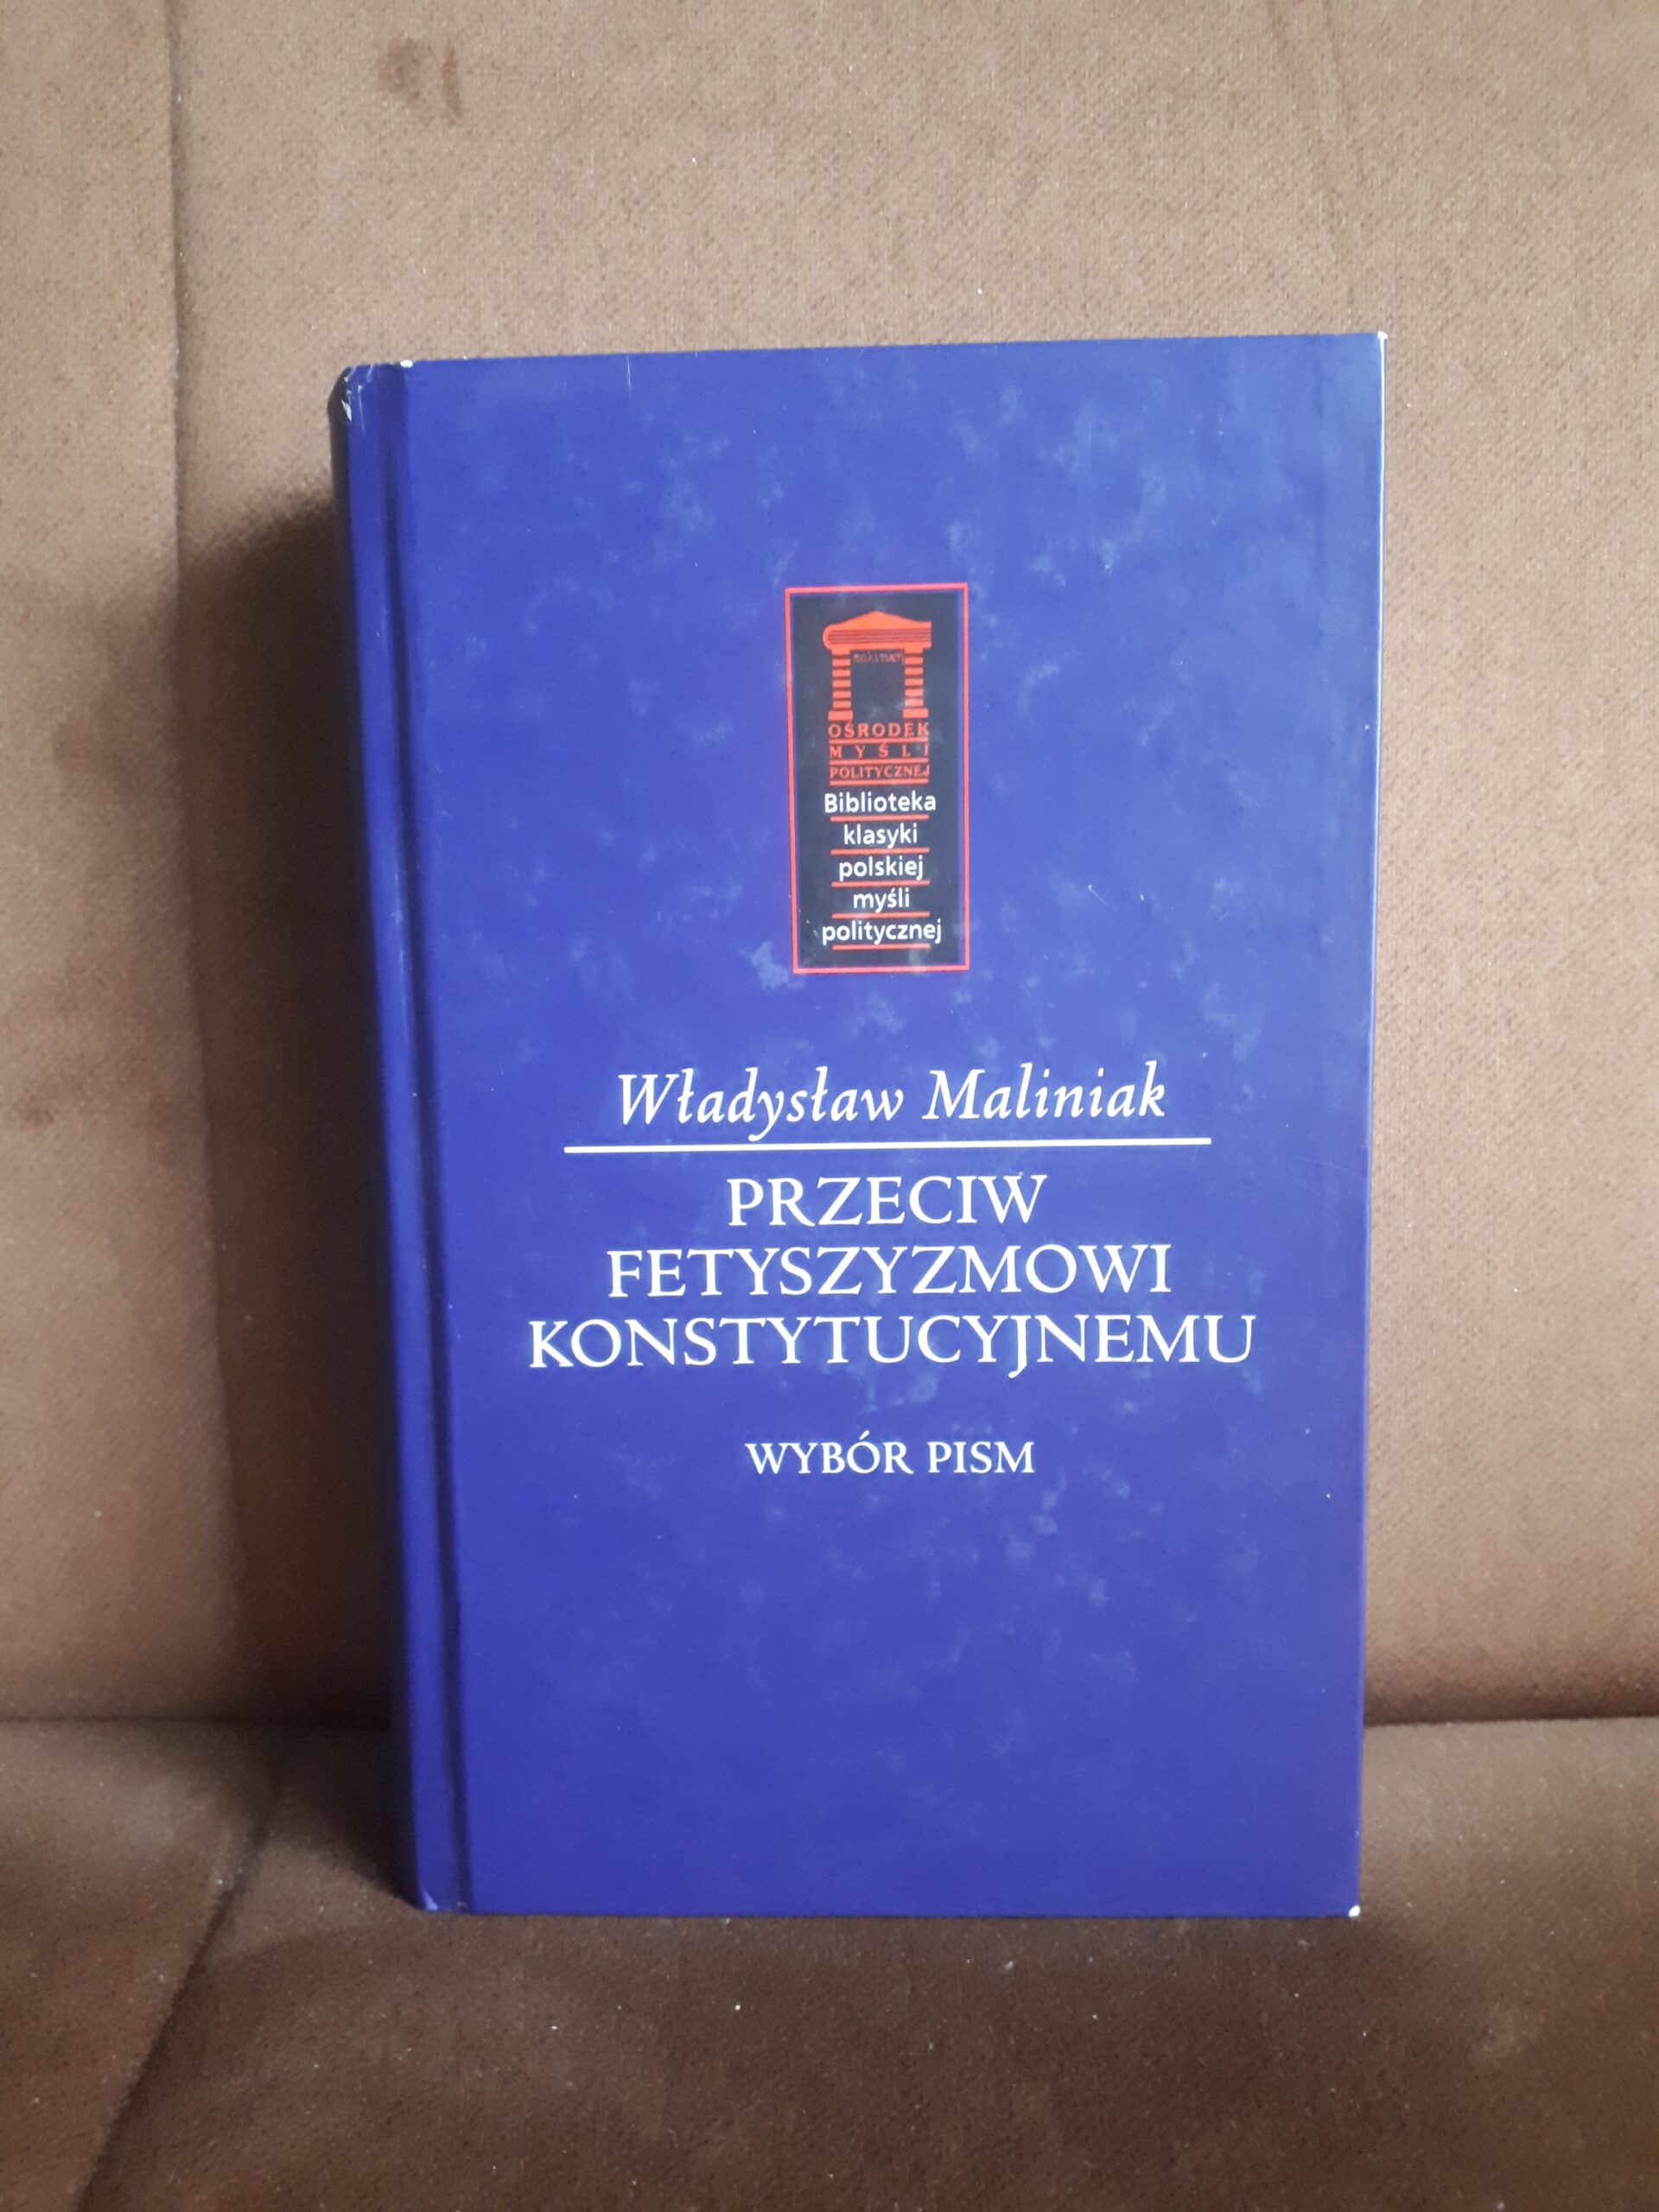 OŚRODEK
MYŚLI
POLITYCZNEJ
Biblioteka
klasyki
polskiej
myśli
politycznej
Władysław Maliniak
PRZECIW
FETYSZYZMOWI
KONSTYTUCYJNEMU
WYBÓR PISM